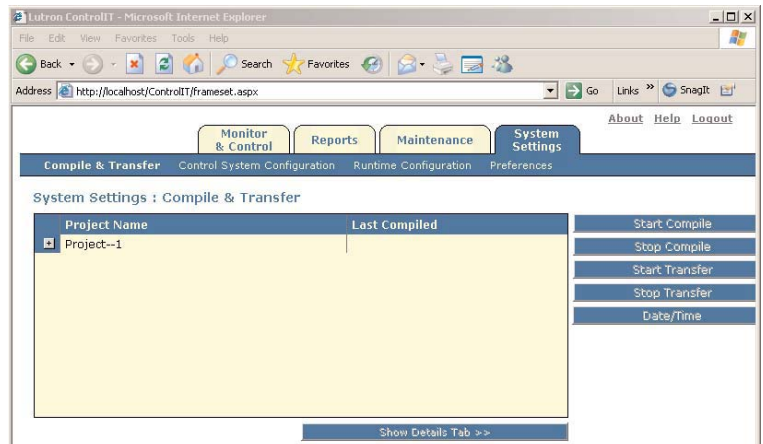 Lutron ControlIT - Microsoft Internet Explorer
File Edit View Favorites Tools Help
Back Search Favorites
Address http://localhost/ControlIT/frameset.aspx Go Links » SnagIt
About Help Logout
Monitor & Control Reports Maintenance System Settings
Compile & Transfer Control System Configuration Runtime Configuration Preferences
System Settings : Compile & Transfer
Project Name Last Compiled
Project--1
Start Compile
Stop Compile
Start Transfer
Stop Transfer
Date/Time
Show Details Tab >>